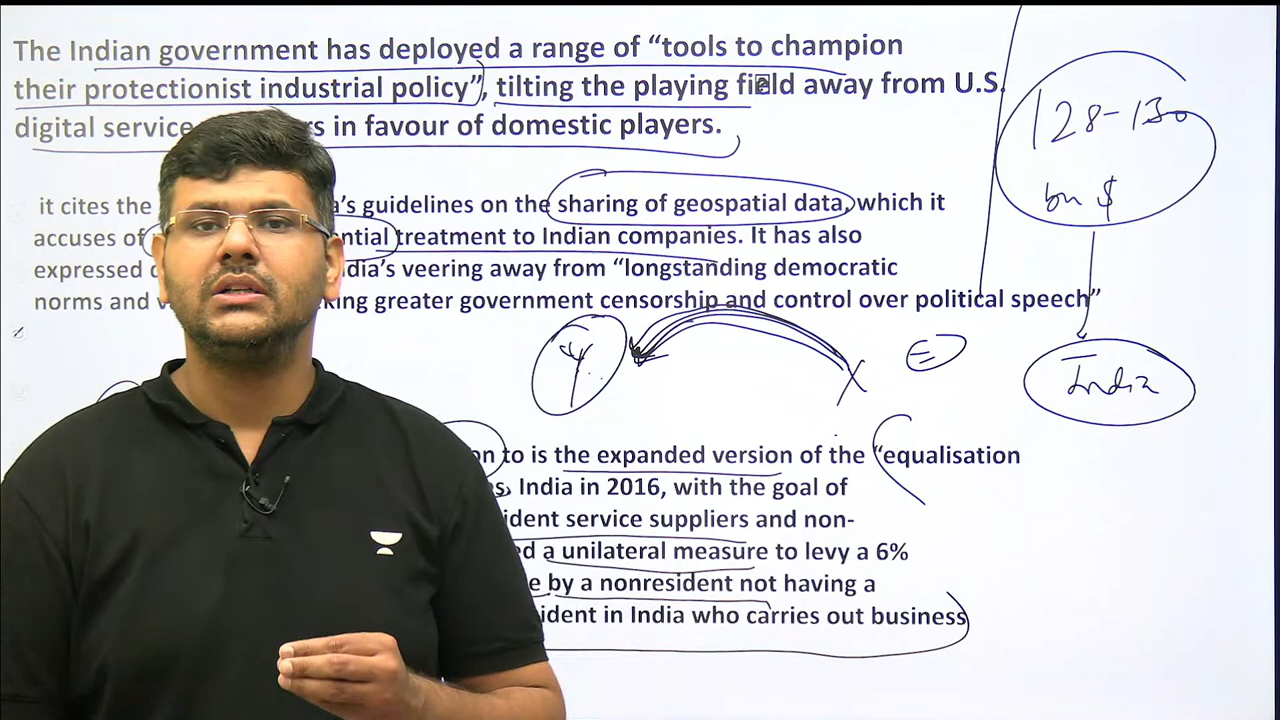 The Indian government has deployed a range of “tools to champion
their protectionist industrial policy”, tilting the playing field away from U.S.
digital service rs in favour of domestic players.
128-130
bn $
it cites the a’s guidelines on the sharing of geospatial data, which it
accuses of ential treatment to Indian companies. It has also
expressed dia’s veering away from “longstanding democratic
norms and king greater government censorship and control over political speech”
Y X
India
on to is the expanded version of the “equalisation
es, India in 2016, with the goal of
ident service suppliers and non-
ed a unilateral measure to levy a 6%
e by a nonresident not having a
ident in India who carries out business